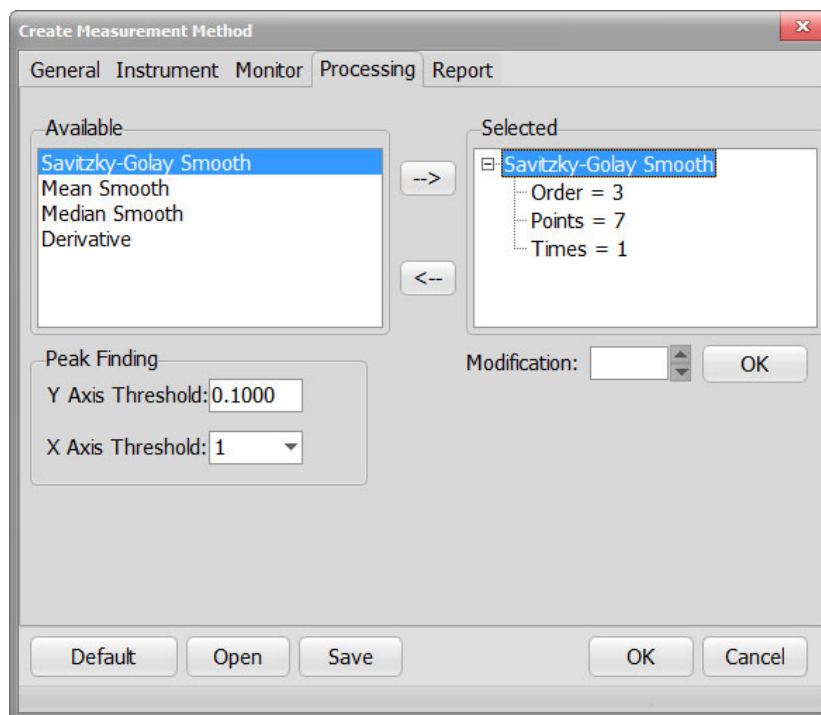 Create Measurement Method
General Instrument Monitor Processing Report
Available
Savitzky-Golay Smooth
Mean Smooth
Median Smooth
Derivative
-->
<--
Selected
Savitzky-Golay Smooth
Order = 3
Points = 7
Times = 1
Peak Finding
Y Axis Threshold: 0.1000
X Axis Threshold: 1
Modification: OK
Default Open Save OK Cancel